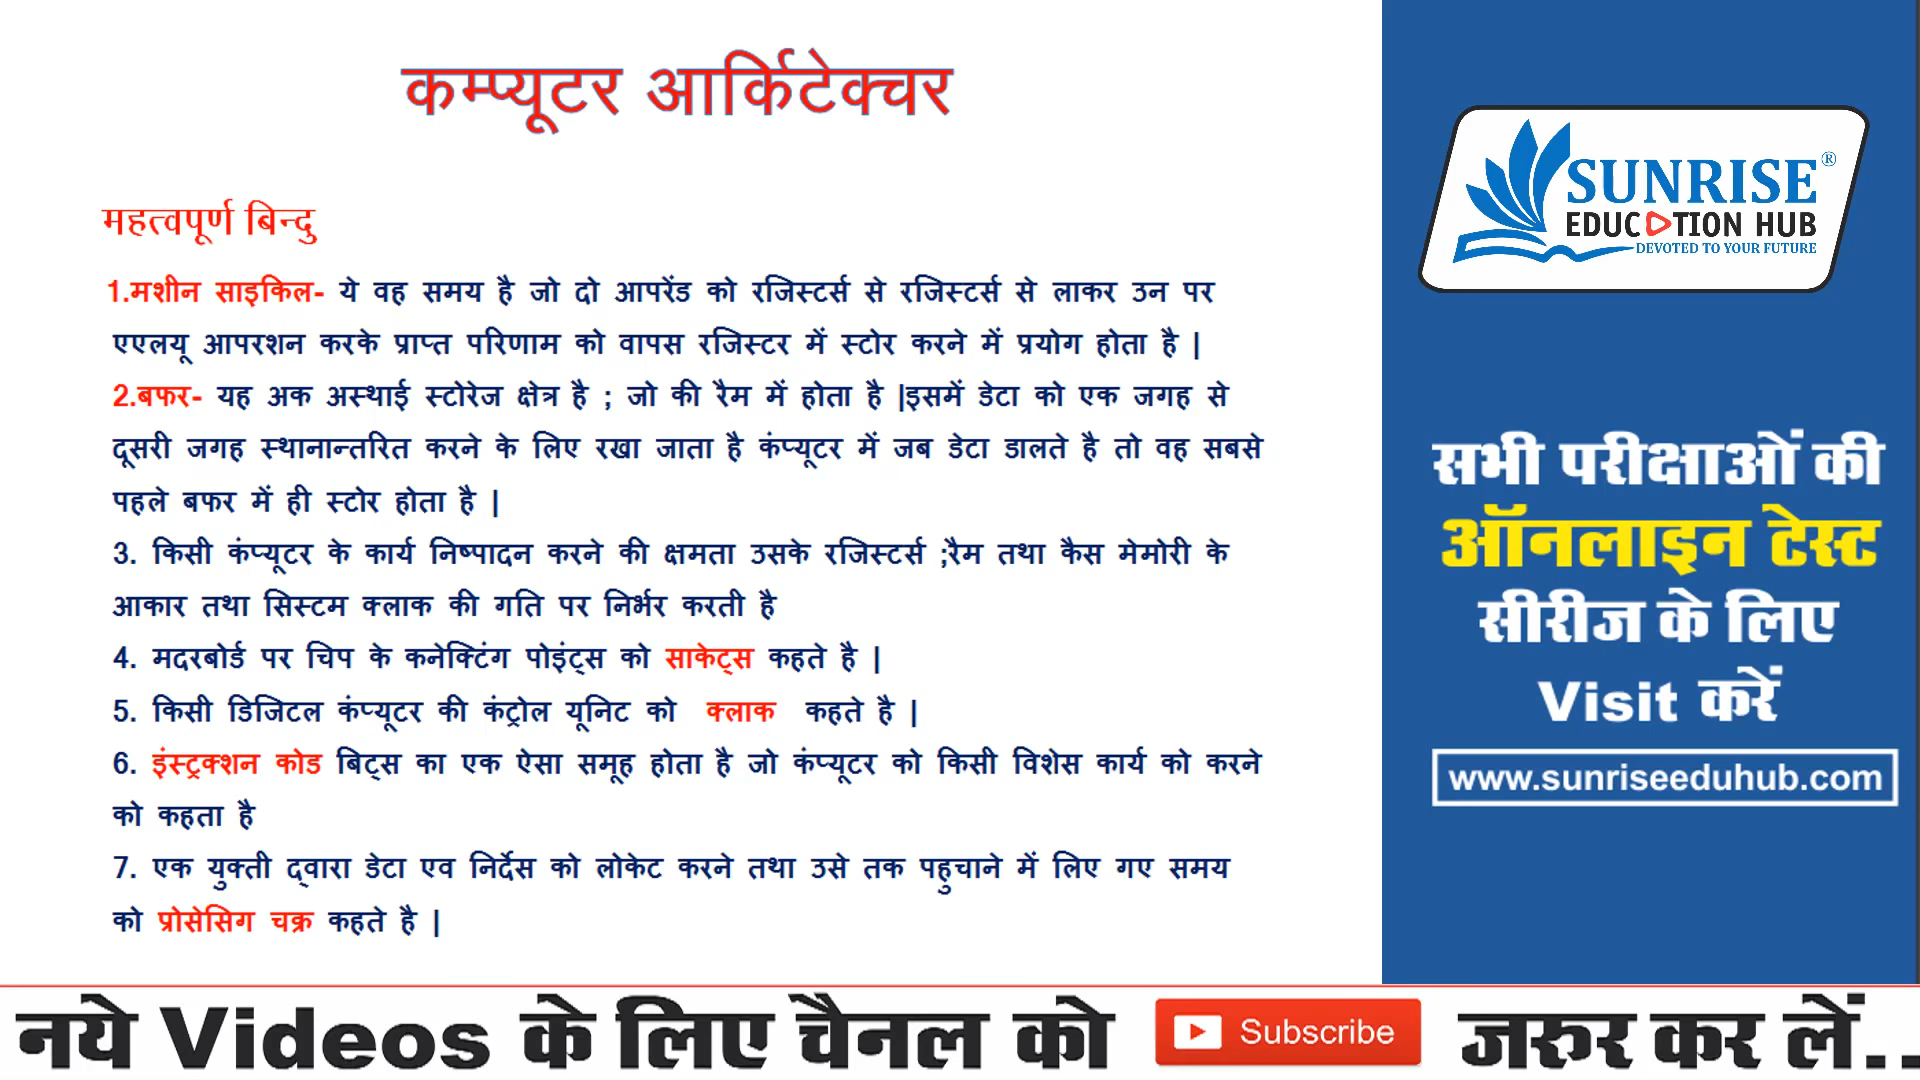 कम्प्यूटर आर्किटेक्चर
महत्वपूर्ण बिन्दु
1.मशीन साइकिल- ये वह समय है जो दो आपरेंड को रजिस्टर्स से रजिस्टर्स से लाकर उन पर
एएलयू आपरशन करके प्राप्त परिणाम को वापस रजिस्टर में स्टोर करने में प्रयोग होता है |
2.बफर- यह अक अस्थाई स्टोरेज क्षेत्र है ; जो की रैम में होता है |इसमें डेटा को एक जगह से
दूसरी जगह स्थानान्तरित करने के लिए रखा जाता है कंप्यूटर में जब डेटा डालते है तो वह सबसे
पहले बफर में ही स्टोर होता है |
3. किसी कंप्यूटर के कार्य निष्पादन करने की क्षमता उसके रजिस्टर्स ;रैम तथा कैस मेमोरी के
आकार तथा सिस्टम क्लाक की गति पर निर्भर करती है
4. मदरबोर्ड पर चिप के कनेक्टिंग पोइंट्स को साकेट्स कहते है |
5. किसी डिजिटल कंप्यूटर की कंट्रोल यूनिट को क्लाक कहते है |
6. इंस्ट्रक्शन कोड बिट्स का एक ऐसा समूह होता है जो कंप्यूटर को किसी विशेस कार्य को करने
को कहता है
7. एक युक्ती द्वारा डेटा एव निर्देस को लोकेट करने तथा उसे तक पहुचाने में लिए गए समय
को प्रोसेसिग चक्र कहते है |
SUNRISE ®
EDUCATION HUB
DEVOTED TO YOUR FUTURE
सभी परीक्षाओं की
ऑनलाइन टेस्ट
सीरीज के लिए
Visit करें
www.sunriseeduhub.com
नये Videos के लिए चैनल को Subscribe जरुर कर लें..